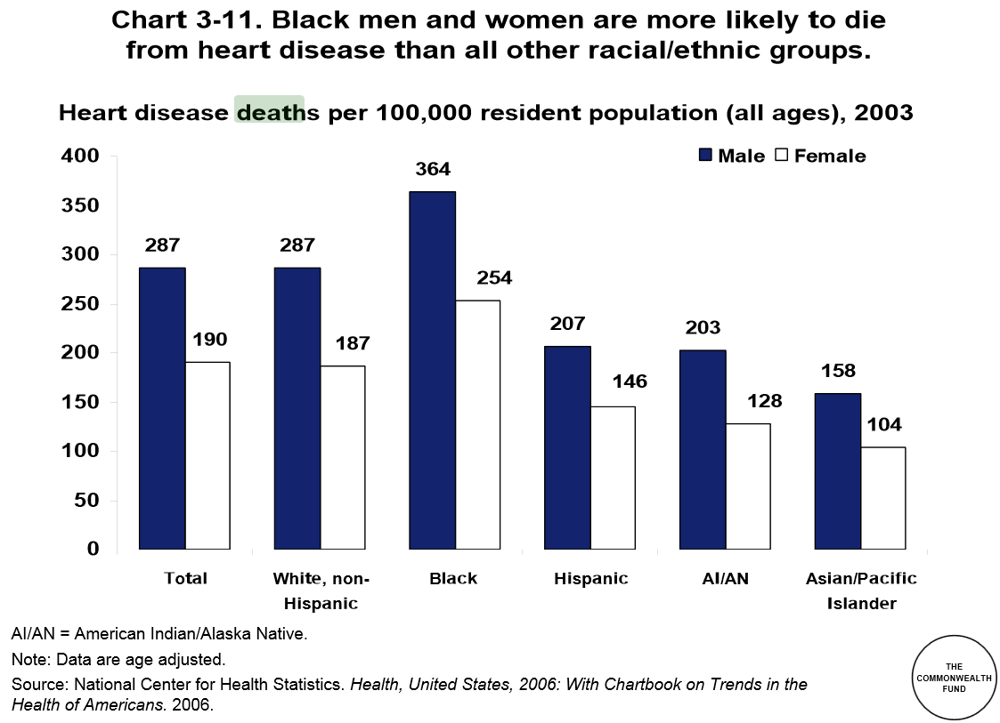 Chart 3-11. Black men and women are more likely to die
from heart disease than all other racial/ethnic groups.
Heart disease deaths per 100,000 resident population (all ages), 2003
Male Female
400
350
300
250
200
150
100
50
0
287
190
287
187
364
254
207
146
203
128
158
104
Total
White, non-
Hispanic
Black
Hispanic
AI/AN
Asian/Pacific
Islander
AI/AN = American Indian/Alaska Native.
Note: Data are age adjusted.
Source: National Center for Health Statistics. Health, United States, 2006: With Chartbook on Trends in the
Health of Americans. 2006.
THE
COMMONWEALTH
FUND